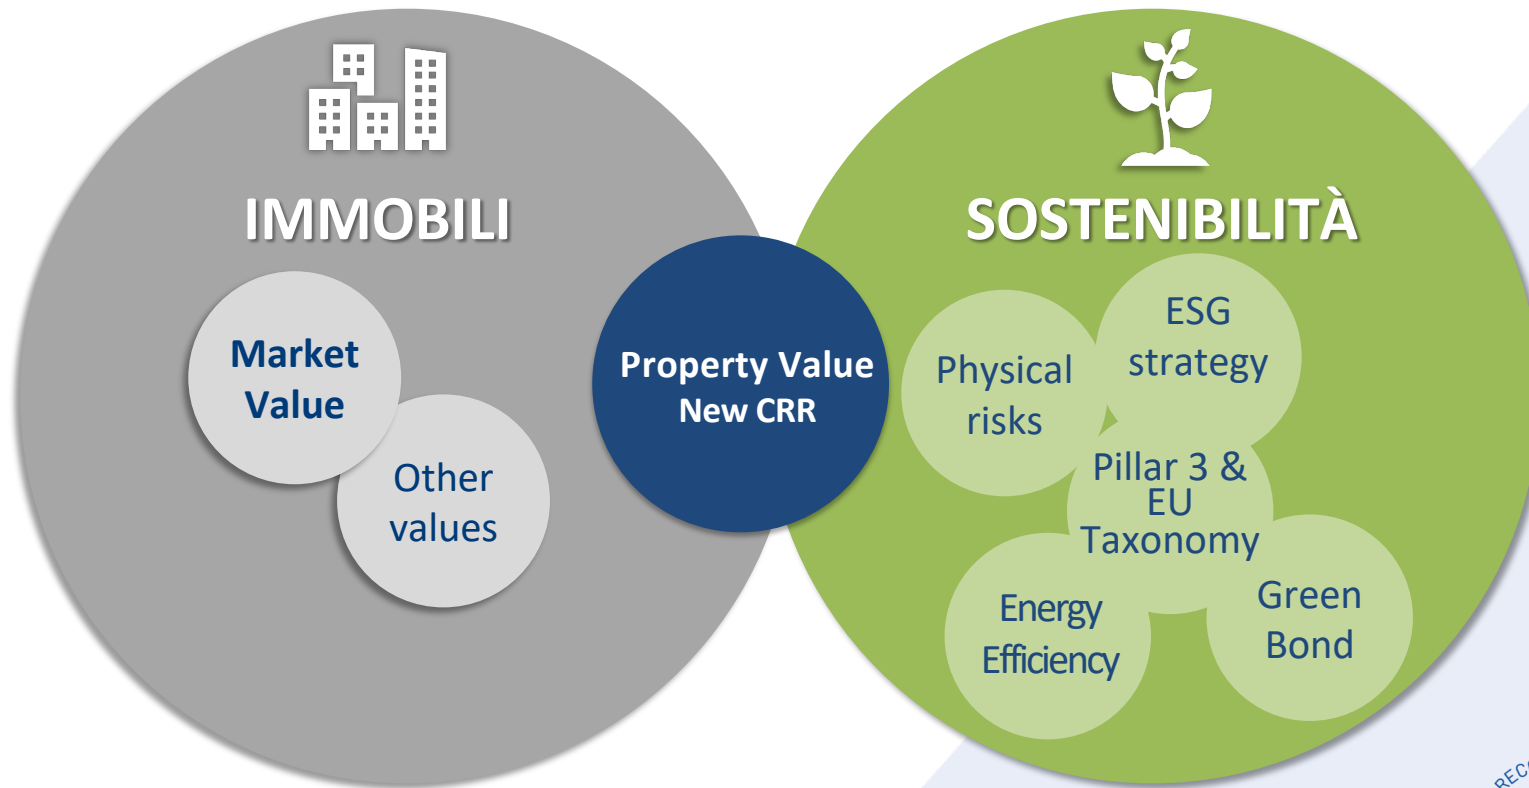 IMMOBILI
Market
Value
Other
values
Property Value
New CRR
SOSTENIBILITÀ
Physical
risks
ESG
strategy
Pillar 3 &
EU
Taxonomy
Energy
Efficiency
Green
Bond